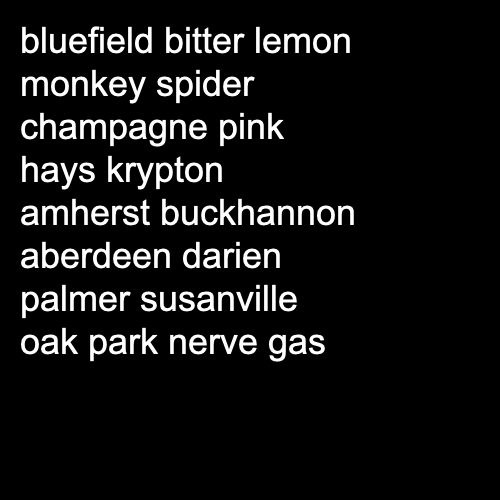 bluefield bitter lemon
monkey spider
champagne pink
hays krypton
amherst buckhannon
aberdeen darien
palmer susanville
oak park nerve gas